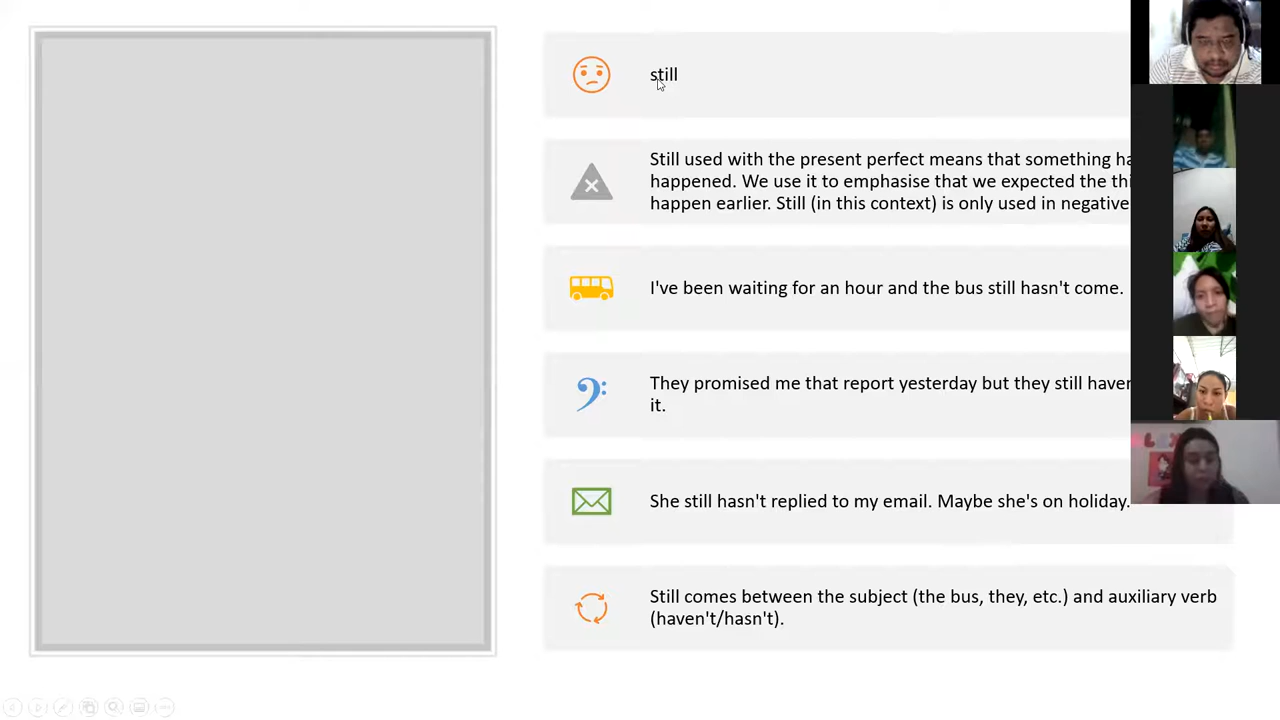 still
Still used with the present perfect means that something
happened. We use it to emphasise that we expected the
happen earlier. Still (in this context) is only used in negative
I've been waiting for an hour and the bus still hasn't come.
They promised me that report yesterday but they still
it.
She still hasn't replied to my email. Maybe she's on holiday.
Still comes between the subject (the bus, they, etc.) and auxiliary verb
(haven't/hasn't).